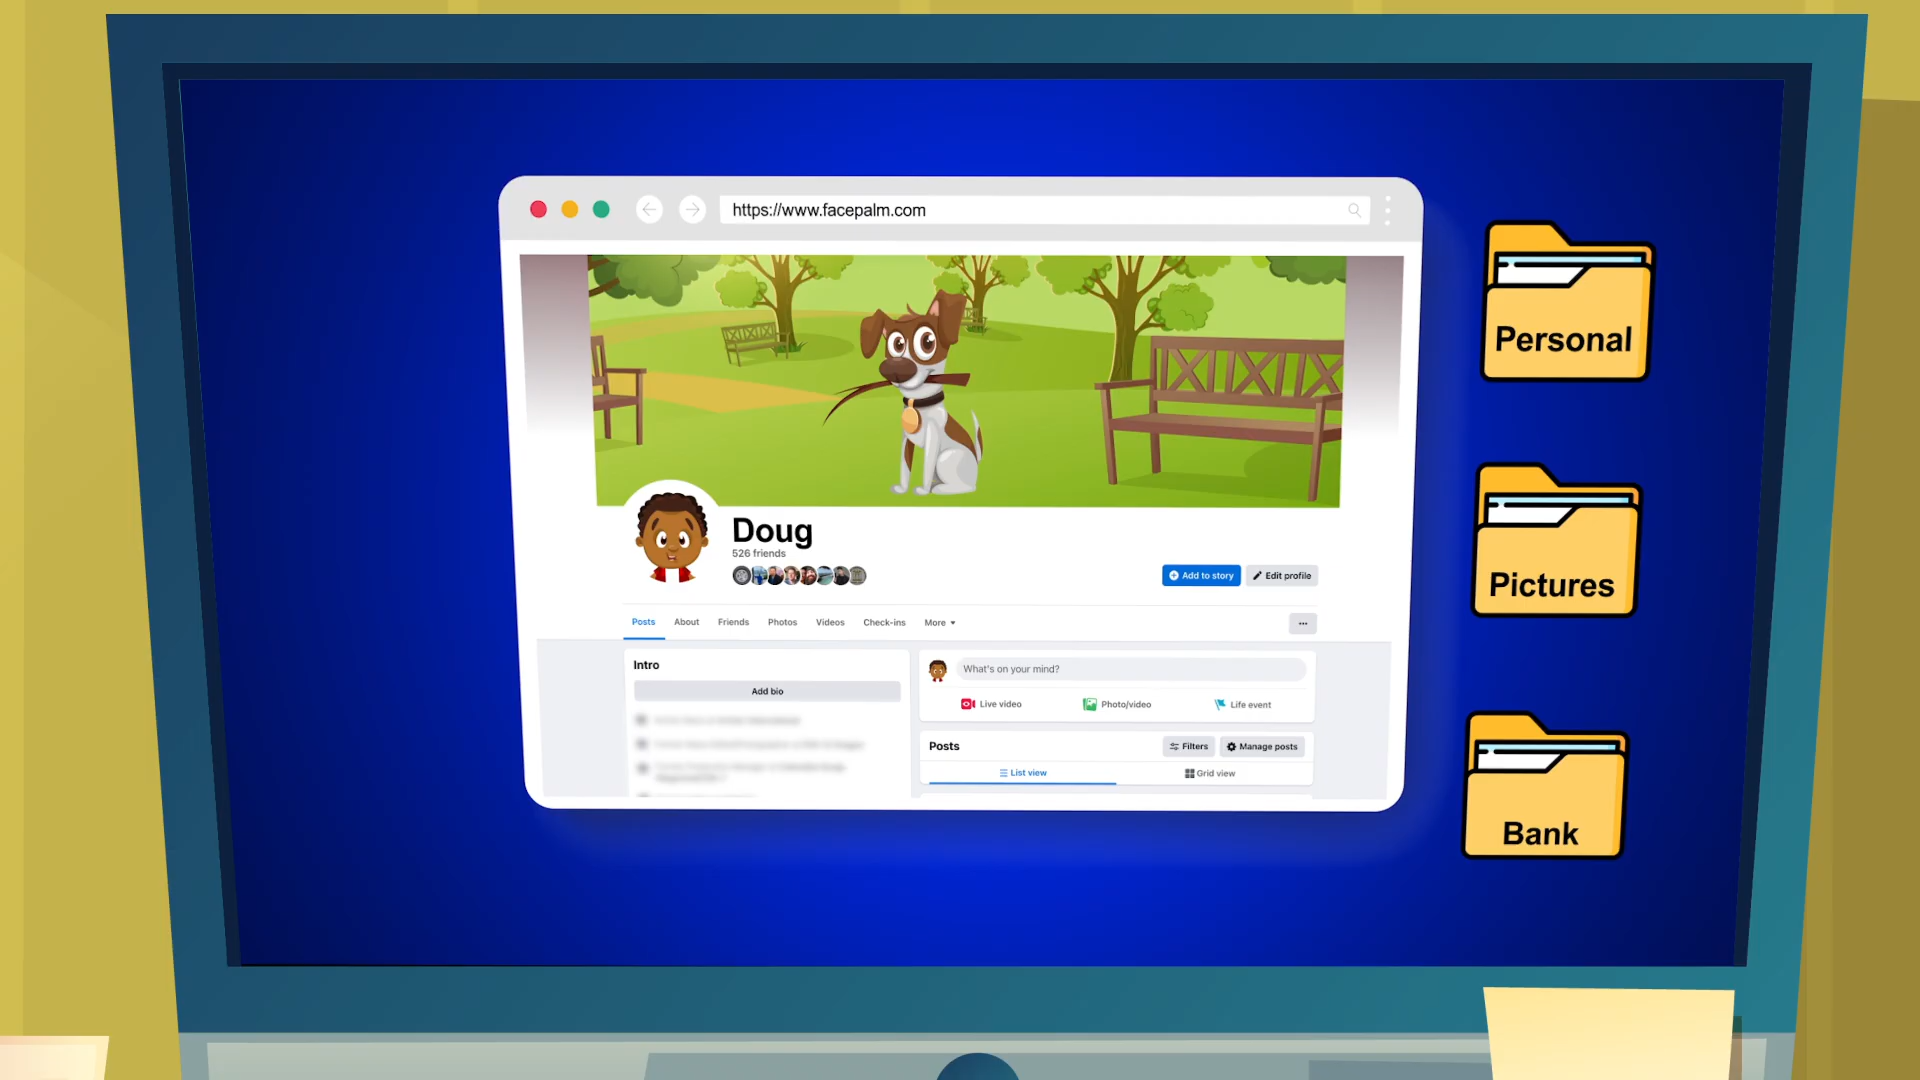 https://www.facepalm.com
Personal
Pictures
Bank
Doug
526 friends
Add to story
Edit profile
Posts
About
Friends
Photos
Videos
Check-ins
More
Intro
Add bio
What's on your mind?
Live video
Photo/video
Life event
Posts
Filters
Manage posts
List view
Grid view